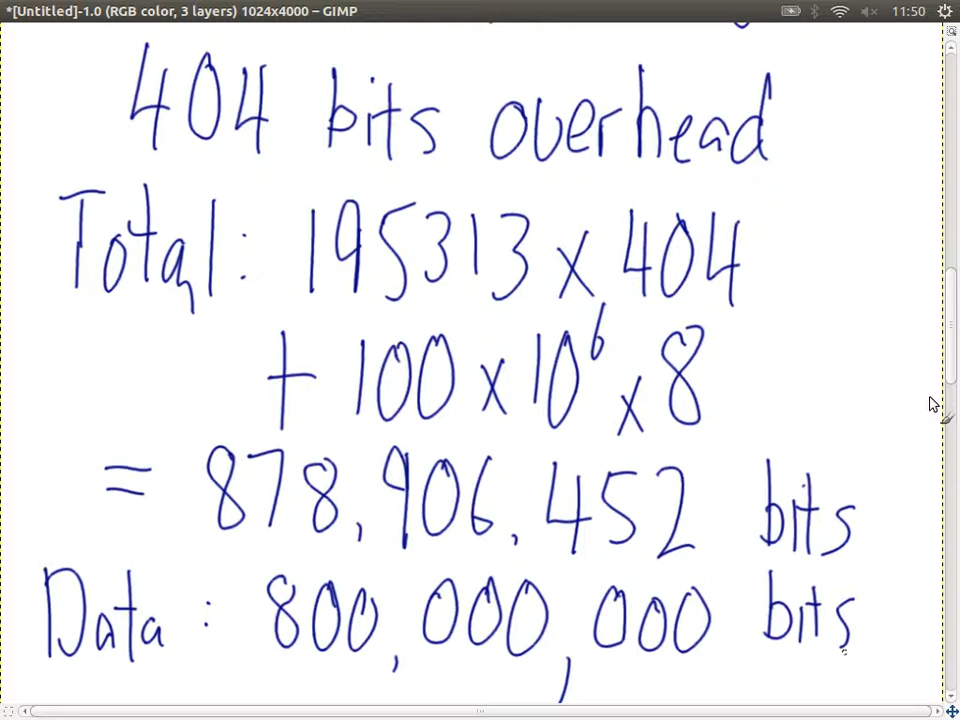 *[Untitled]-1.0 (RGB color, 3 layers) 1024x4000 – GIMP
11:50
404 bits overhead
Total: 195313 x 404
+ 100 x 10⁶ x 8
= 878,906,452 bits
Data: 800,000,000 bits